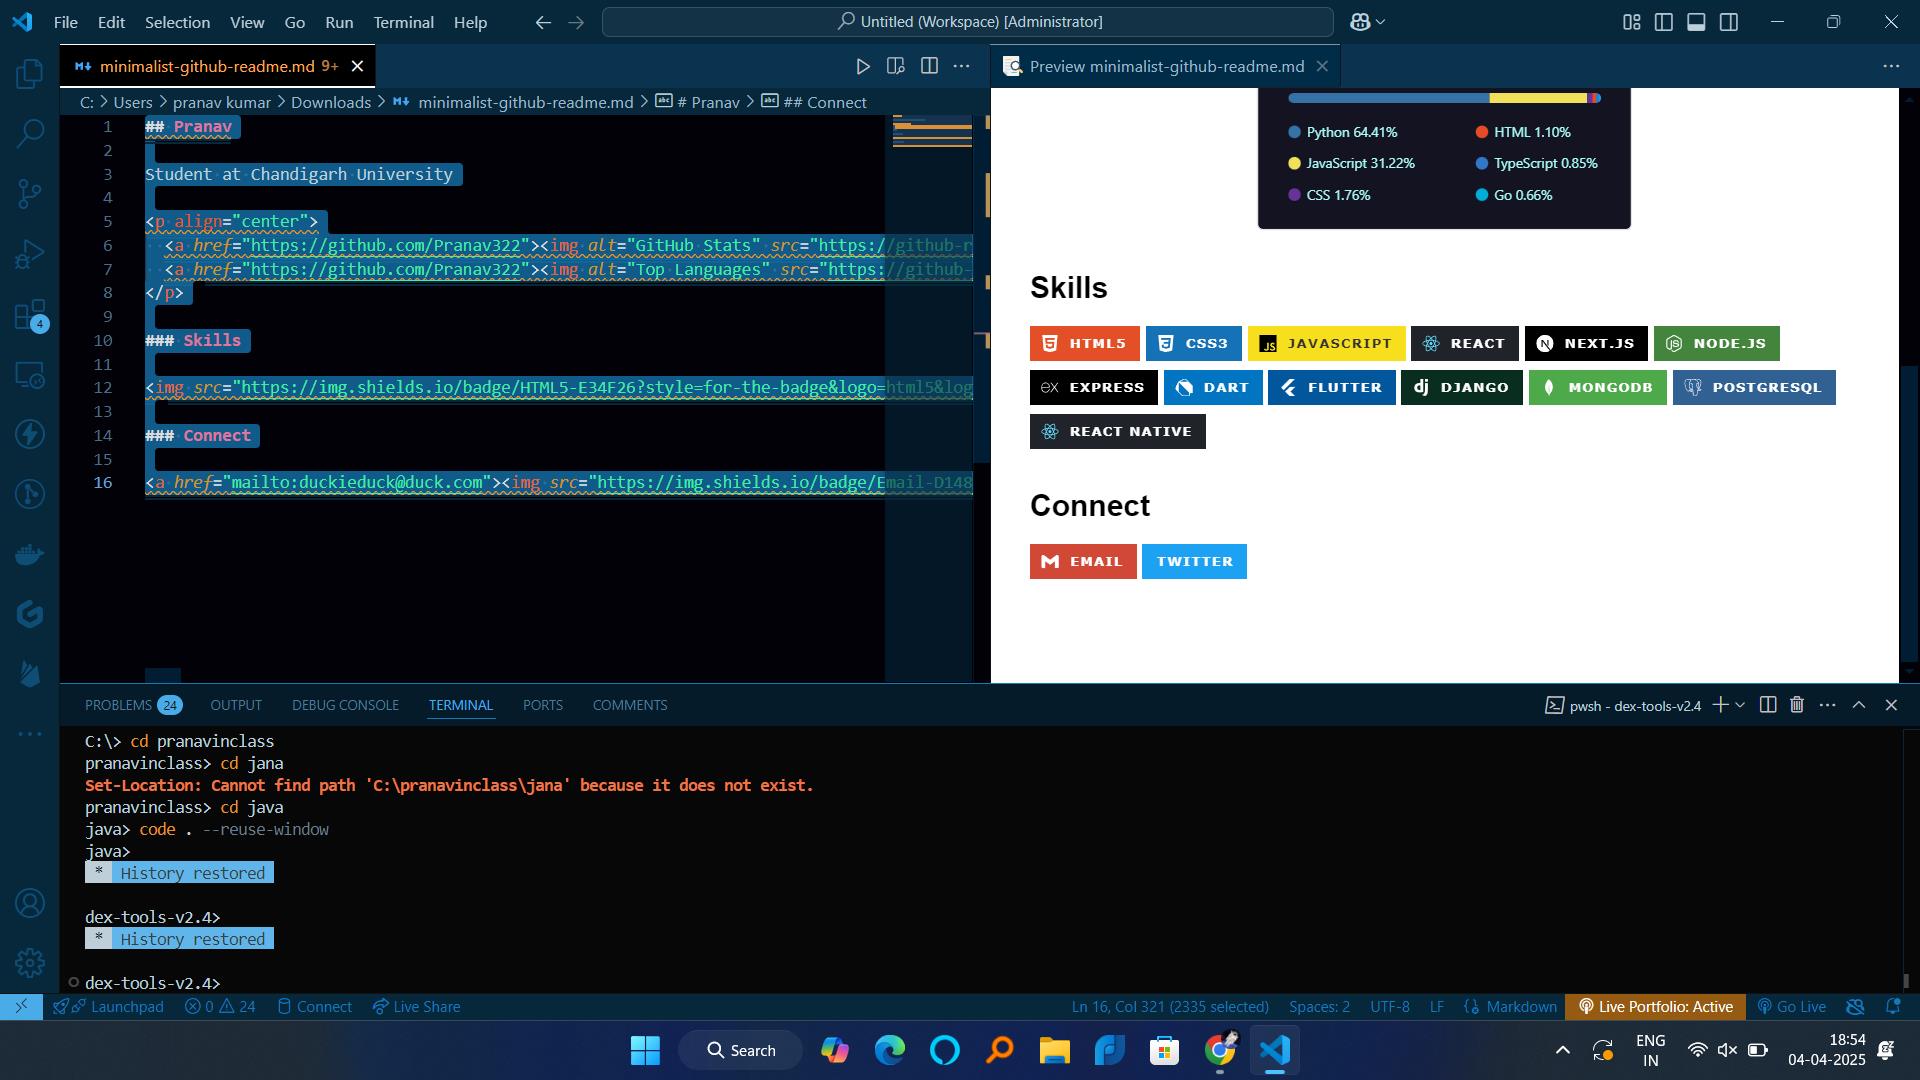 File Edit Selection View Go Run Terminal Help
Untitled (Workspace) [Administrator]
minimalist-github-readme.md 9+
Preview minimalist-github-readme.md
C: > Users > pranav kumar > Downloads > minimalist-github-readme.md > # Pranav > ## Connect
1 ## Pranav
2
3 Student at Chandigarh University
4
5 <p align="center">
6 <a href="https://github.com/Pranav322"><img alt="GitHub Stats" src="https://github-r
7 <a href="https://github.com/Pranav322"><img alt="Top Languages" src="https://github-
8 </p>
9
10 ### Skills
11
12 <img src="https://img.shields.io/badge/HTML5-E34F26?style=for-the-badge&logo=html5&log
13
14 ### Connect
15
16 <a href="mailto:duckieduck@duck.com"><img src="https://img.shields.io/badge/Email-D148
Python 64.41%
HTML 1.10%
JavaScript 31.22%
TypeScript 0.85%
CSS 1.76%
Go 0.66%
Skills
HTML5 CSS3 JS JAVASCRIPT REACT N NEXT.JS NODE.JS
EX EXPRESS DART FLUTTER dj DJANGO MONGODB POSTGRESQL
REACT NATIVE
Connect
EMAIL TWITTER
4
PROBLEMS 24 OUTPUT DEBUG CONSOLE TERMINAL PORTS COMMENTS
pwsh - dex-tools-v2.4
C:\> cd pranavinclass
pranavinclass> cd jana
Set-Location: Cannot find path 'C:\pranavinclass\jana' because it does not exist.
pranavinclass> cd java
java> code . --reuse-window
java>
* History restored
dex-tools-v2.4>
* History restored
dex-tools-v2.4>
Launchpad 0 24 Connect Live Share
Ln 16, Col 321 (2335 selected) Spaces: 2 UTF-8 LF {} Markdown Live Portfolio: Active Go Live
Search
ENG
IN
18:54
04-04-2025